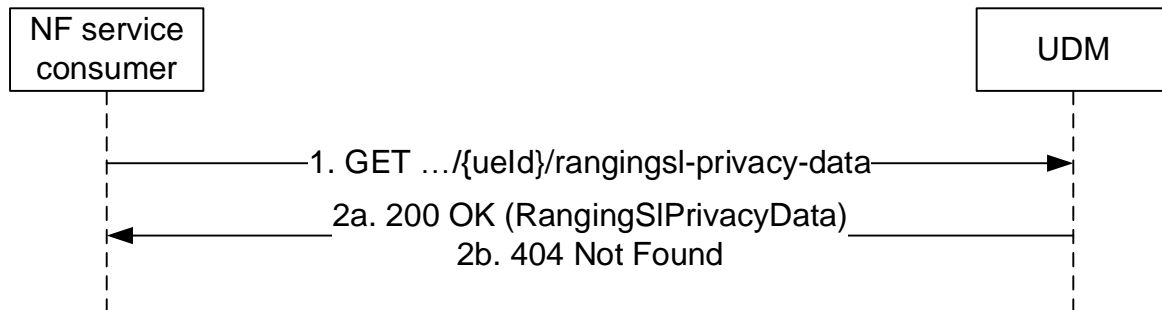 NF service
consumer
UDM
1. GET …/{ueId}/rangingsl-privacy-data
2a. 200 OK (RangingSlPrivacyData)
2b. 404 Not Found